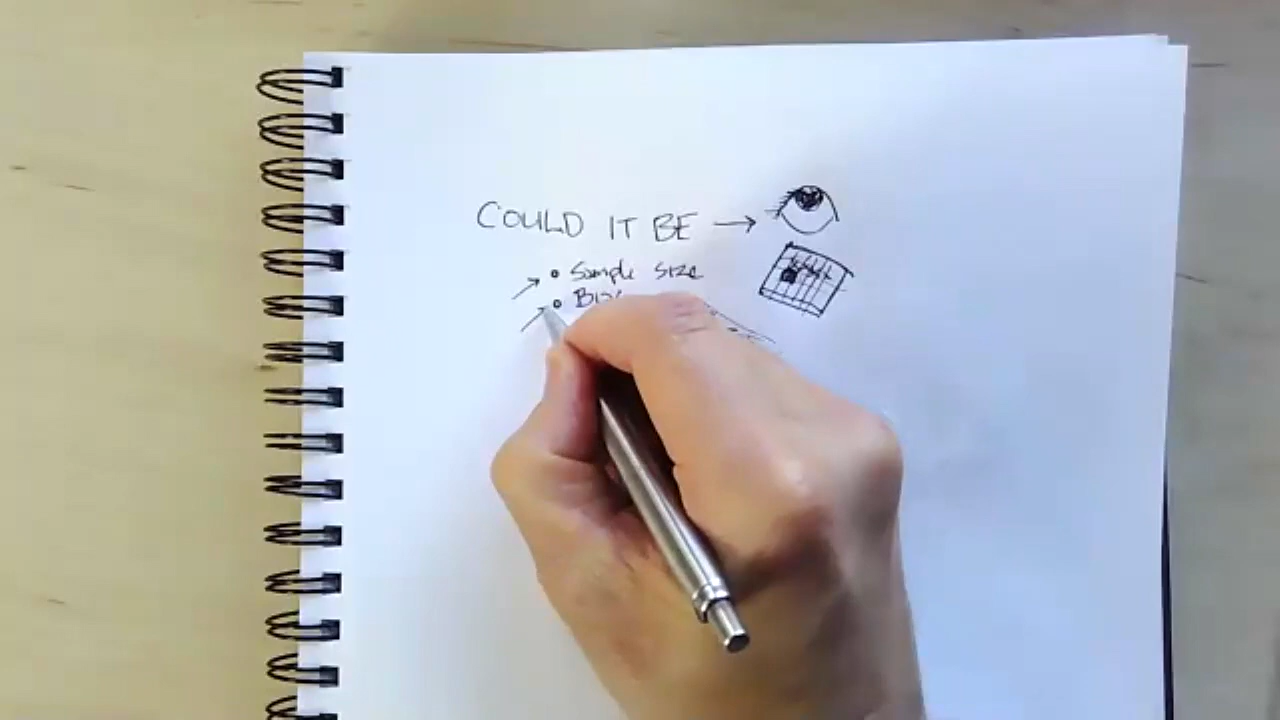 COULD IT BE →
→ • Sample size
→ •